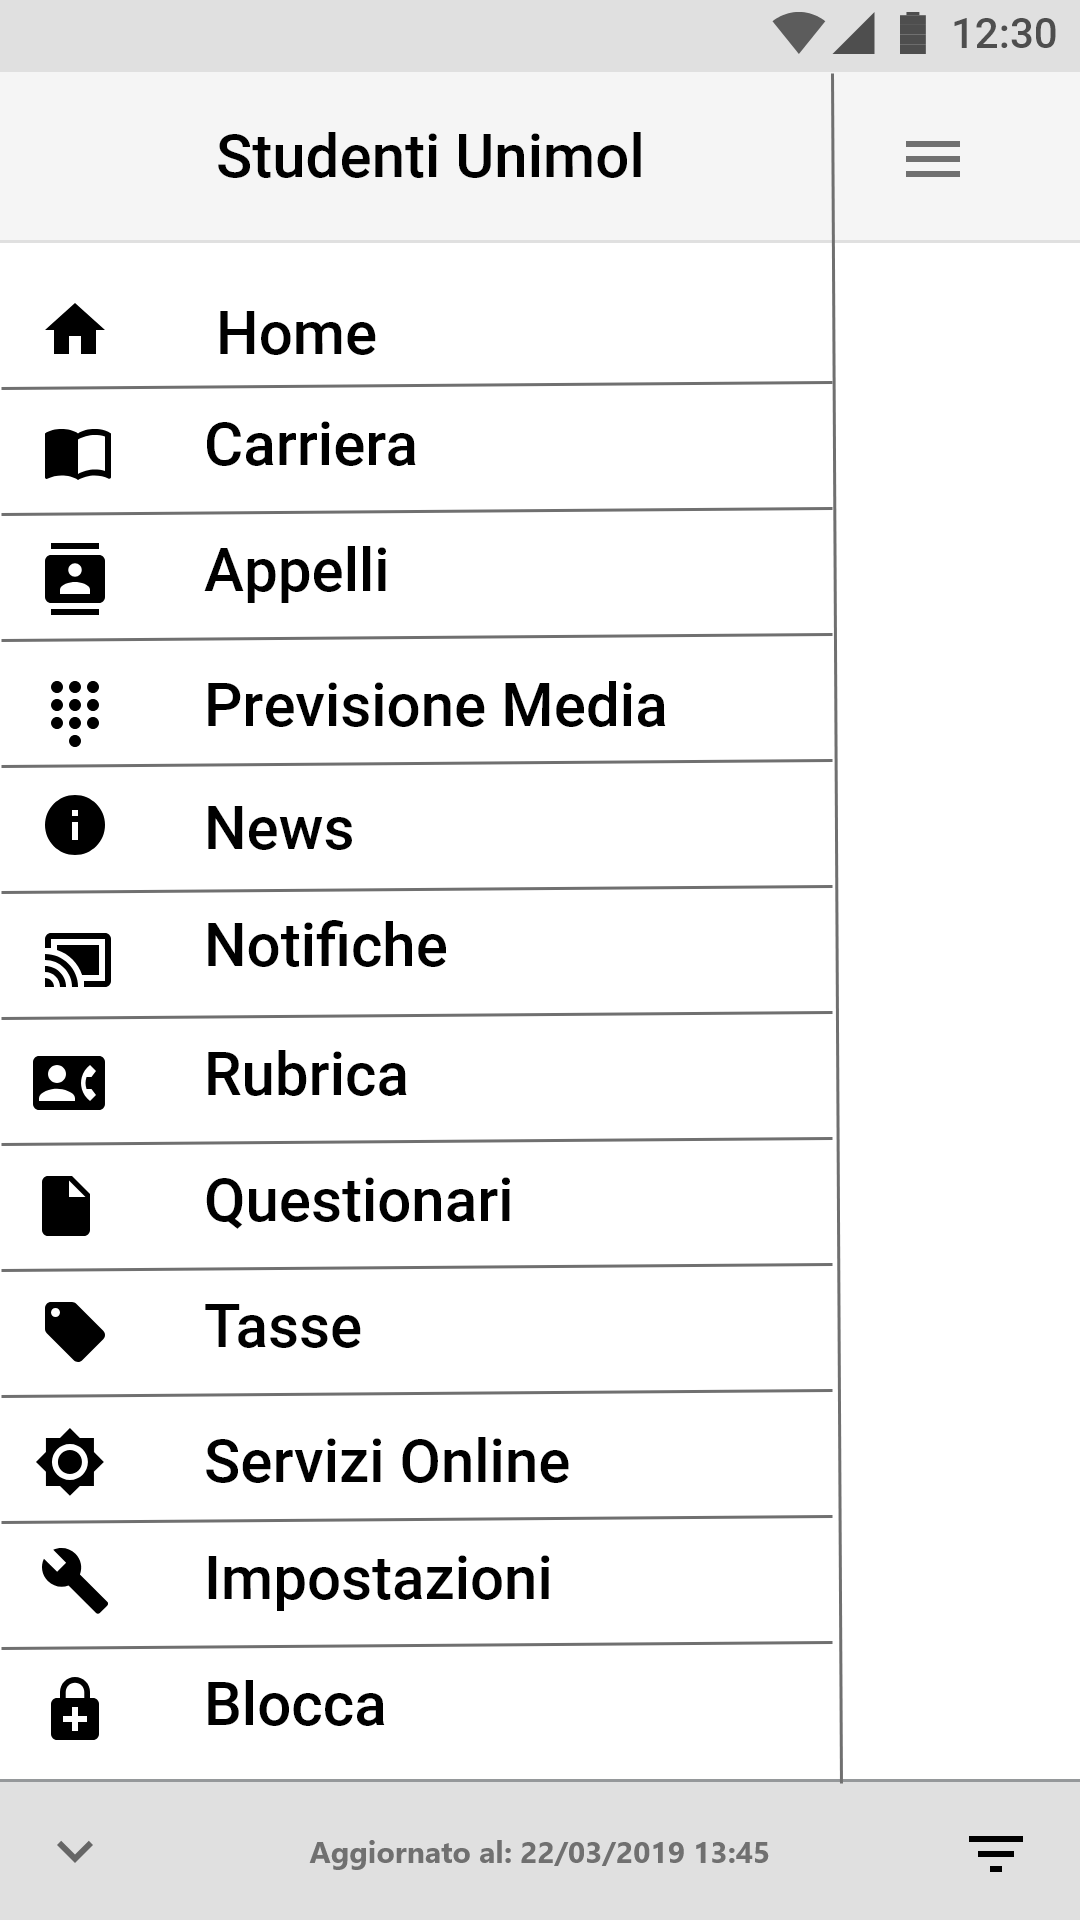 12:30
Studenti Unimol
Home
Carriera
Appelli
Previsione Media
News
Notifiche
Rubrica
Questionari
Tasse
Servizi Online
Impostazioni
Blocca
Aggiornato al: 22/03/2019 13:45